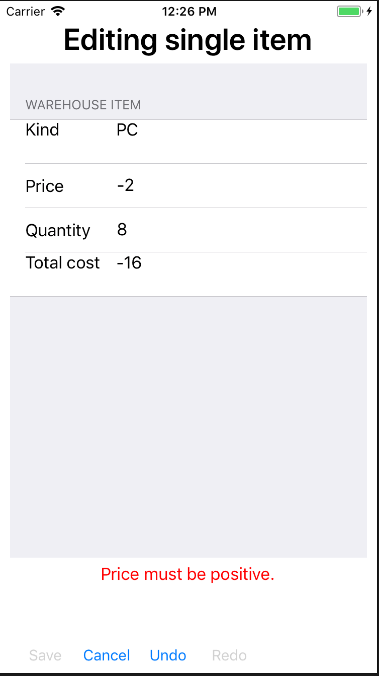 Carrier 12:26 PM
Editing single item
WAREHOUSE ITEM
Kind PC
Price -2
Quantity 8
Total cost -16
Price must be positive.
Save Cancel Undo Redo